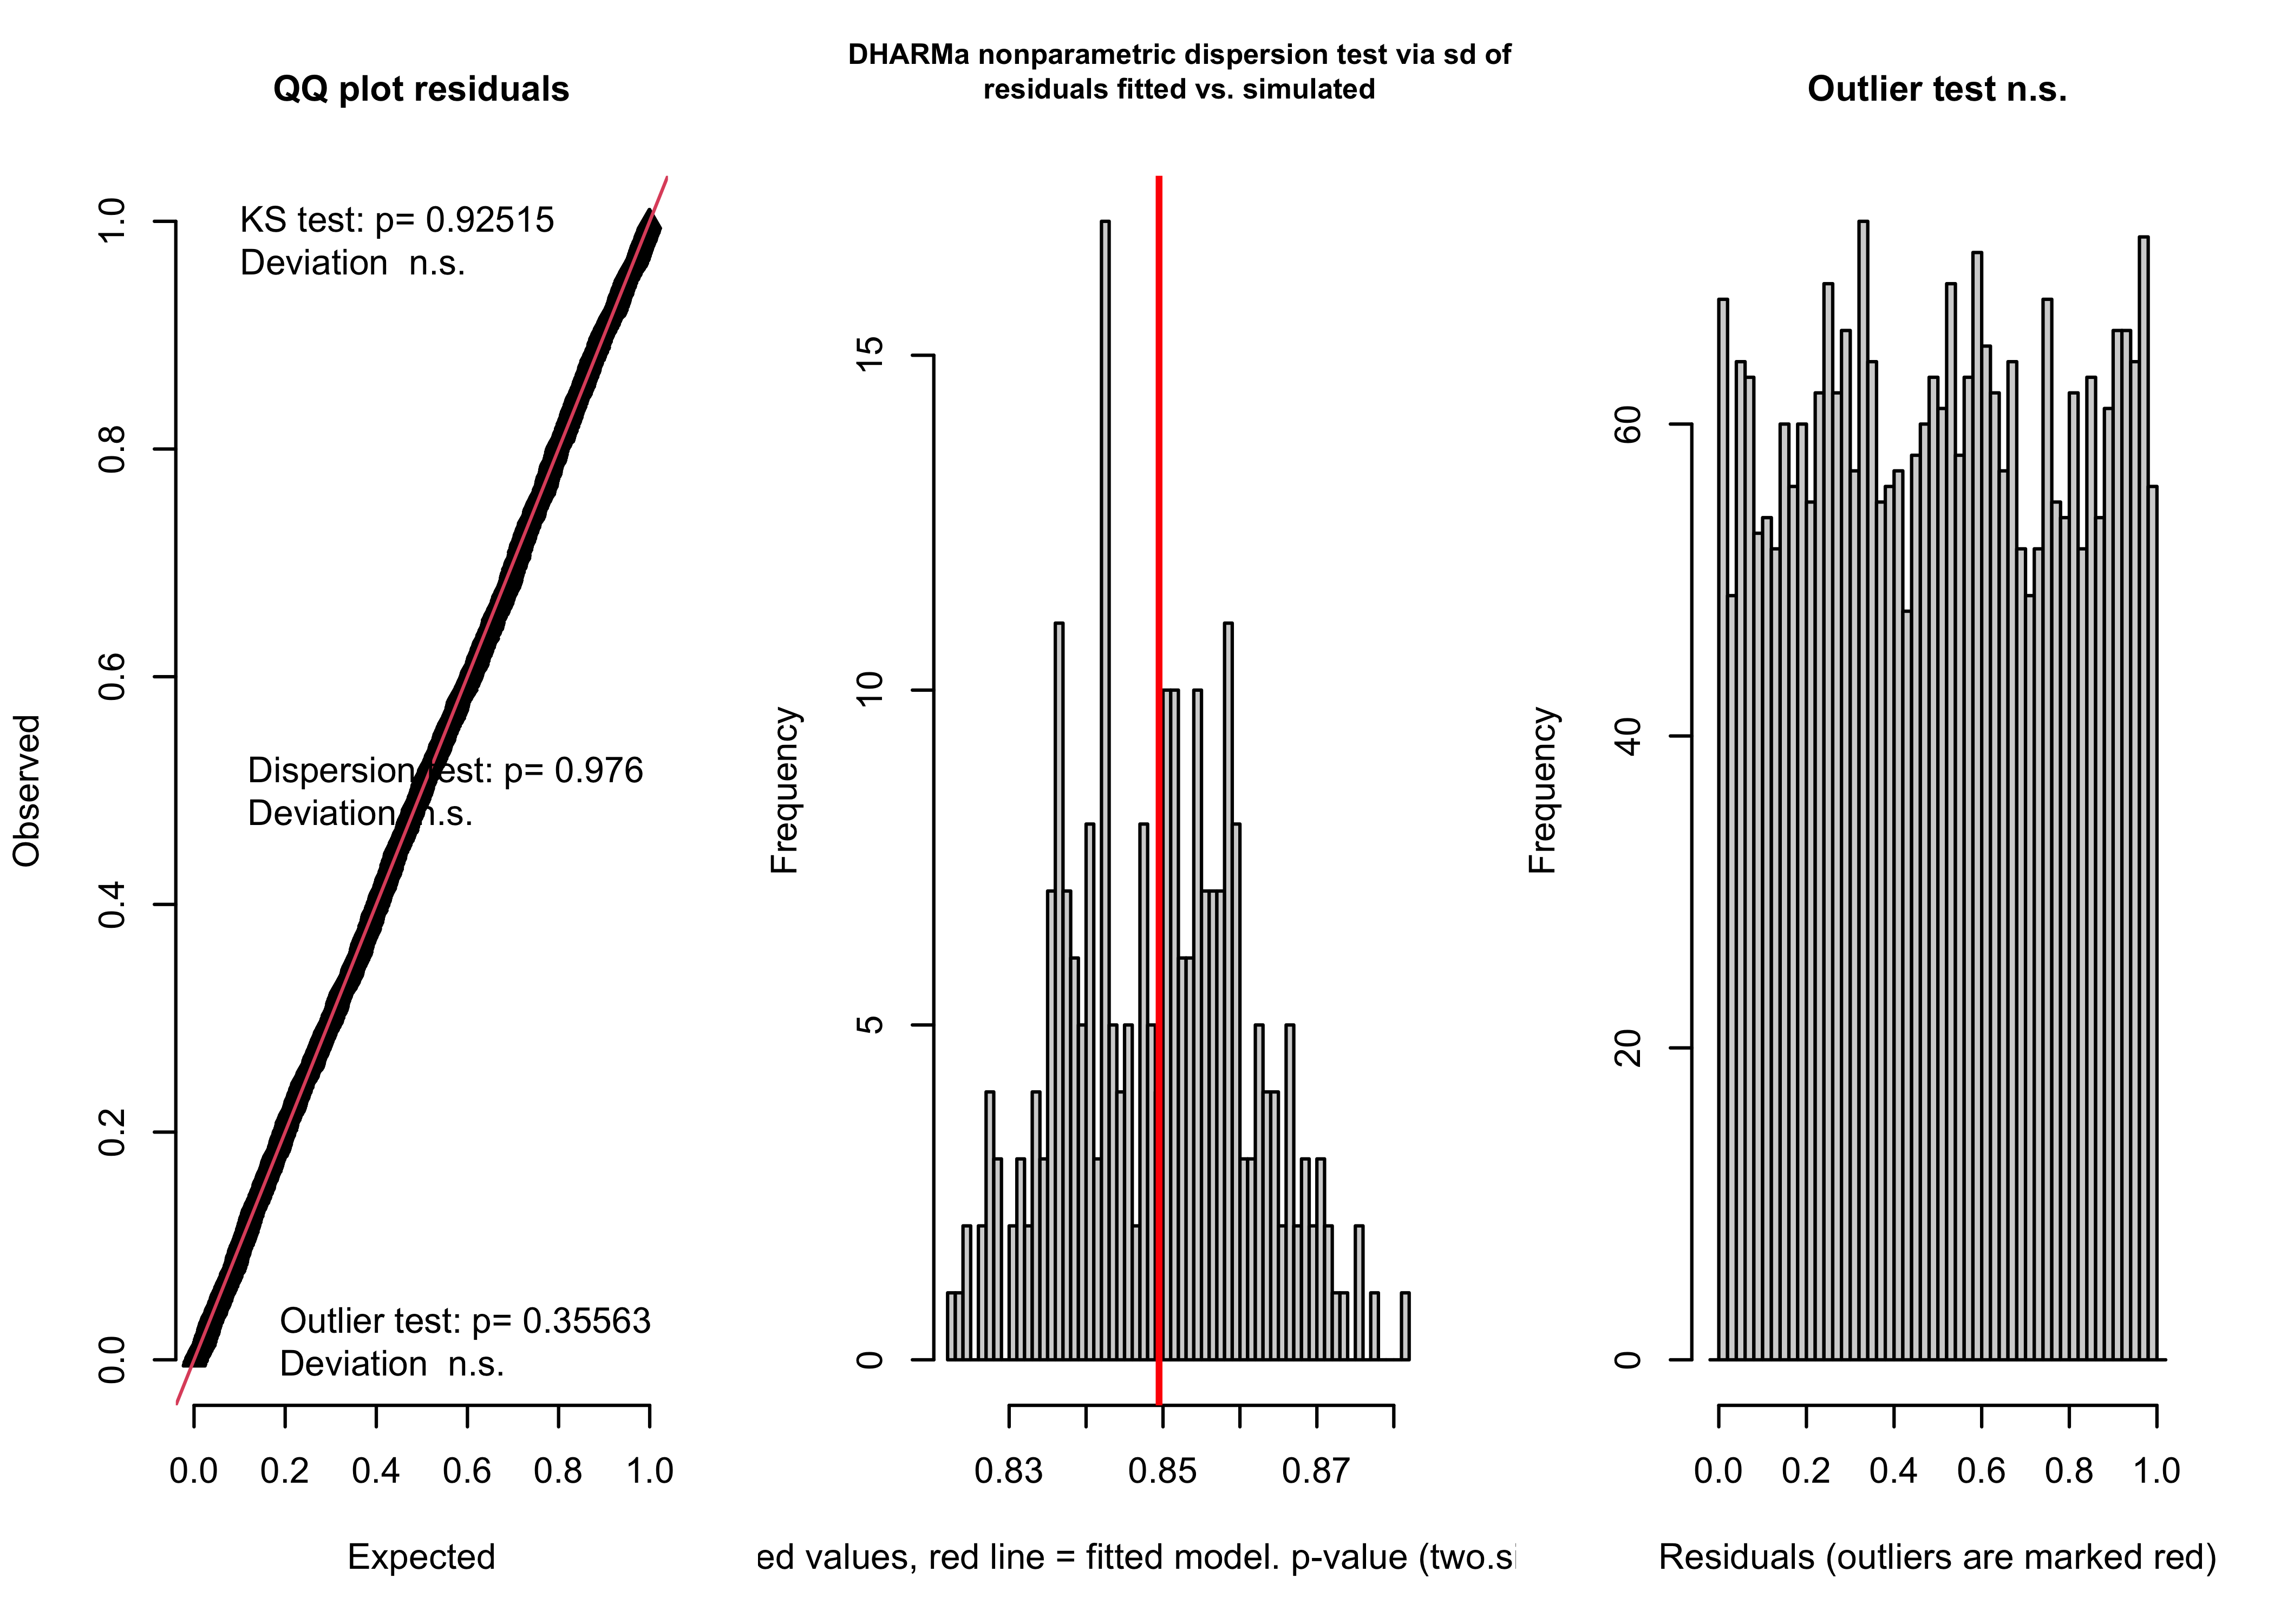 QQ plot residuals
KS test: p= 0.92515
Deviation  n.s.
Dispersion test: p= 0.976
Deviation  n.s.
Outlier test: p= 0.35563
Deviation  n.s.
Observed
0.0 0.2 0.4 0.6 0.8 1.0
0.0 0.2 0.4 0.6 0.8 1.0
Expected
DHARMa nonparametric dispersion test via sd of
residuals fitted vs. simulated
Frequency
0 5 10 15
0.83 0.85 0.87
ed values, red line = fitted model. p-value (two.si
Outlier test n.s.
Frequency
0 20 40 60
0.0 0.2 0.4 0.6 0.8 1.0
Residuals (outliers are marked red)